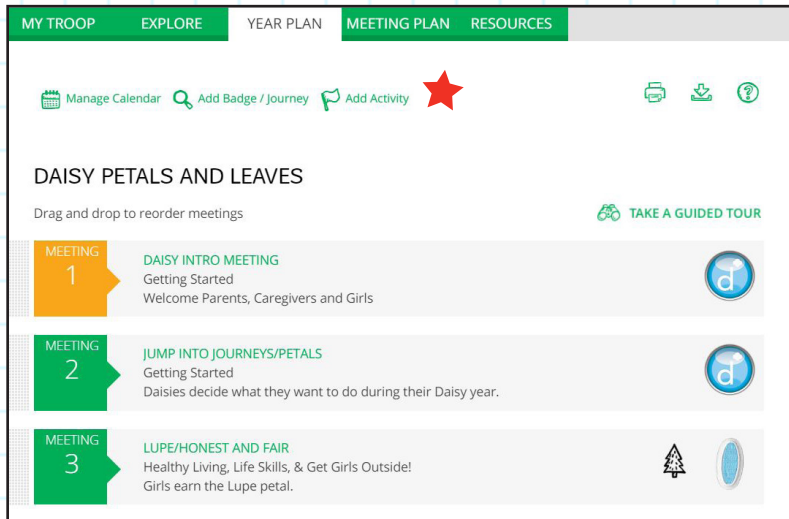 MY TROOP EXPLORE YEAR PLAN MEETING PLAN RESOURCES
Manage Calendar Add Badge / Journey Add Activity ?
DAISY PETALS AND LEAVES
Drag and drop to reorder meetings TAKE A GUIDED TOUR
MEETING
1
DAISY INTRO MEETING
Getting Started
Welcome Parents, Caregivers and Girls
d
MEETING
2
JUMP INTO JOURNEYS/PETALS
Getting Started
Daisies decide what they want to do during their Daisy year.
d
MEETING
3
LUPE/HONEST AND FAIR
Healthy Living, Life Skills, & Get Girls Outside!
Girls earn the Lupe petal.